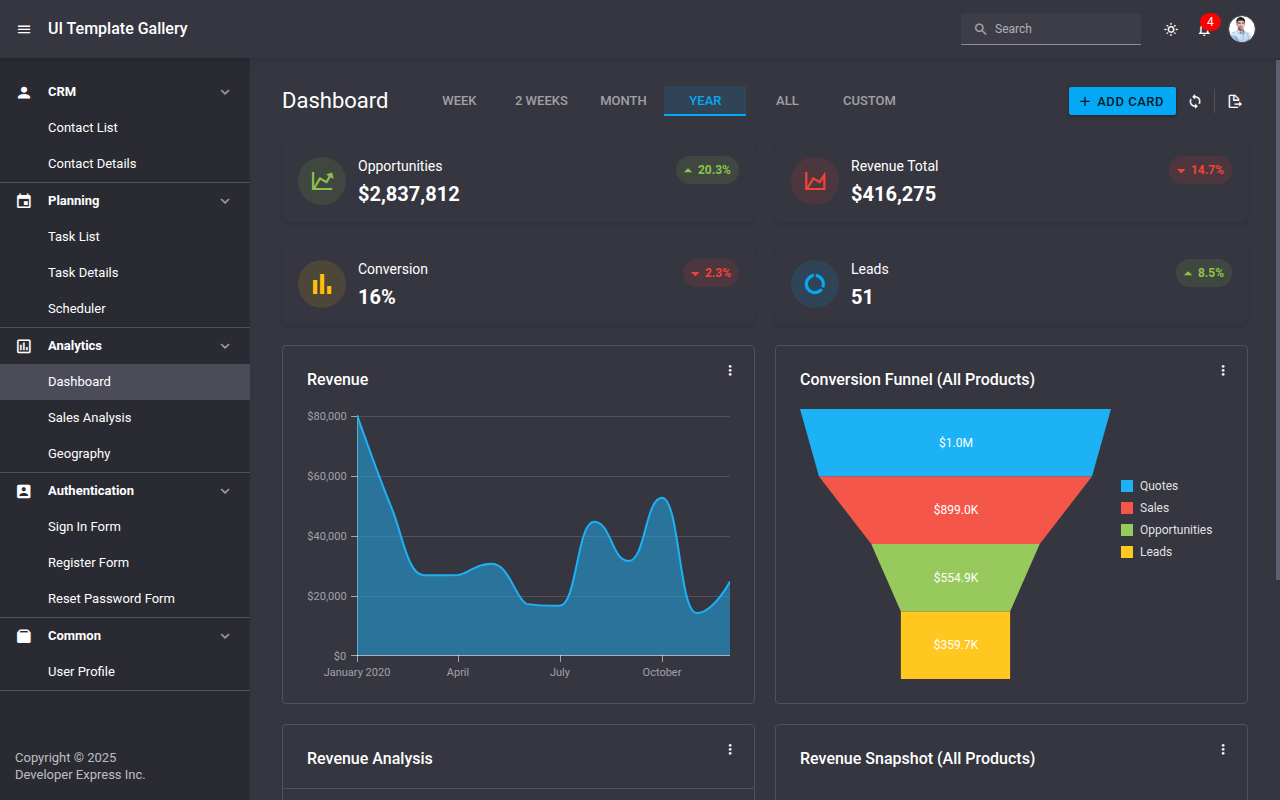 UI Template Gallery
Search
4
CRM
Contact List
Contact Details
Planning
Task List
Task Details
Scheduler
Analytics
Dashboard
Sales Analysis
Geography
Authentication
Sign In Form
Register Form
Reset Password Form
Common
User Profile
Copyright © 2025
Developer Express Inc.
Dashboard
WEEK
2 WEEKS
MONTH
YEAR
ALL
CUSTOM
+ ADD CARD
Opportunities
$2,837,812
20.3%
Revenue Total
$416,275
14.7%
Conversion
16%
2.3%
Leads
51
8.5%
Revenue
$80,000
$60,000
$40,000
$20,000
$0
January 2020
April
July
October
Conversion Funnel (All Products)
$1.0M
$899.0K
$554.9K
$359.7K
Quotes
Sales
Opportunities
Leads
Revenue Analysis
Revenue Snapshot (All Products)